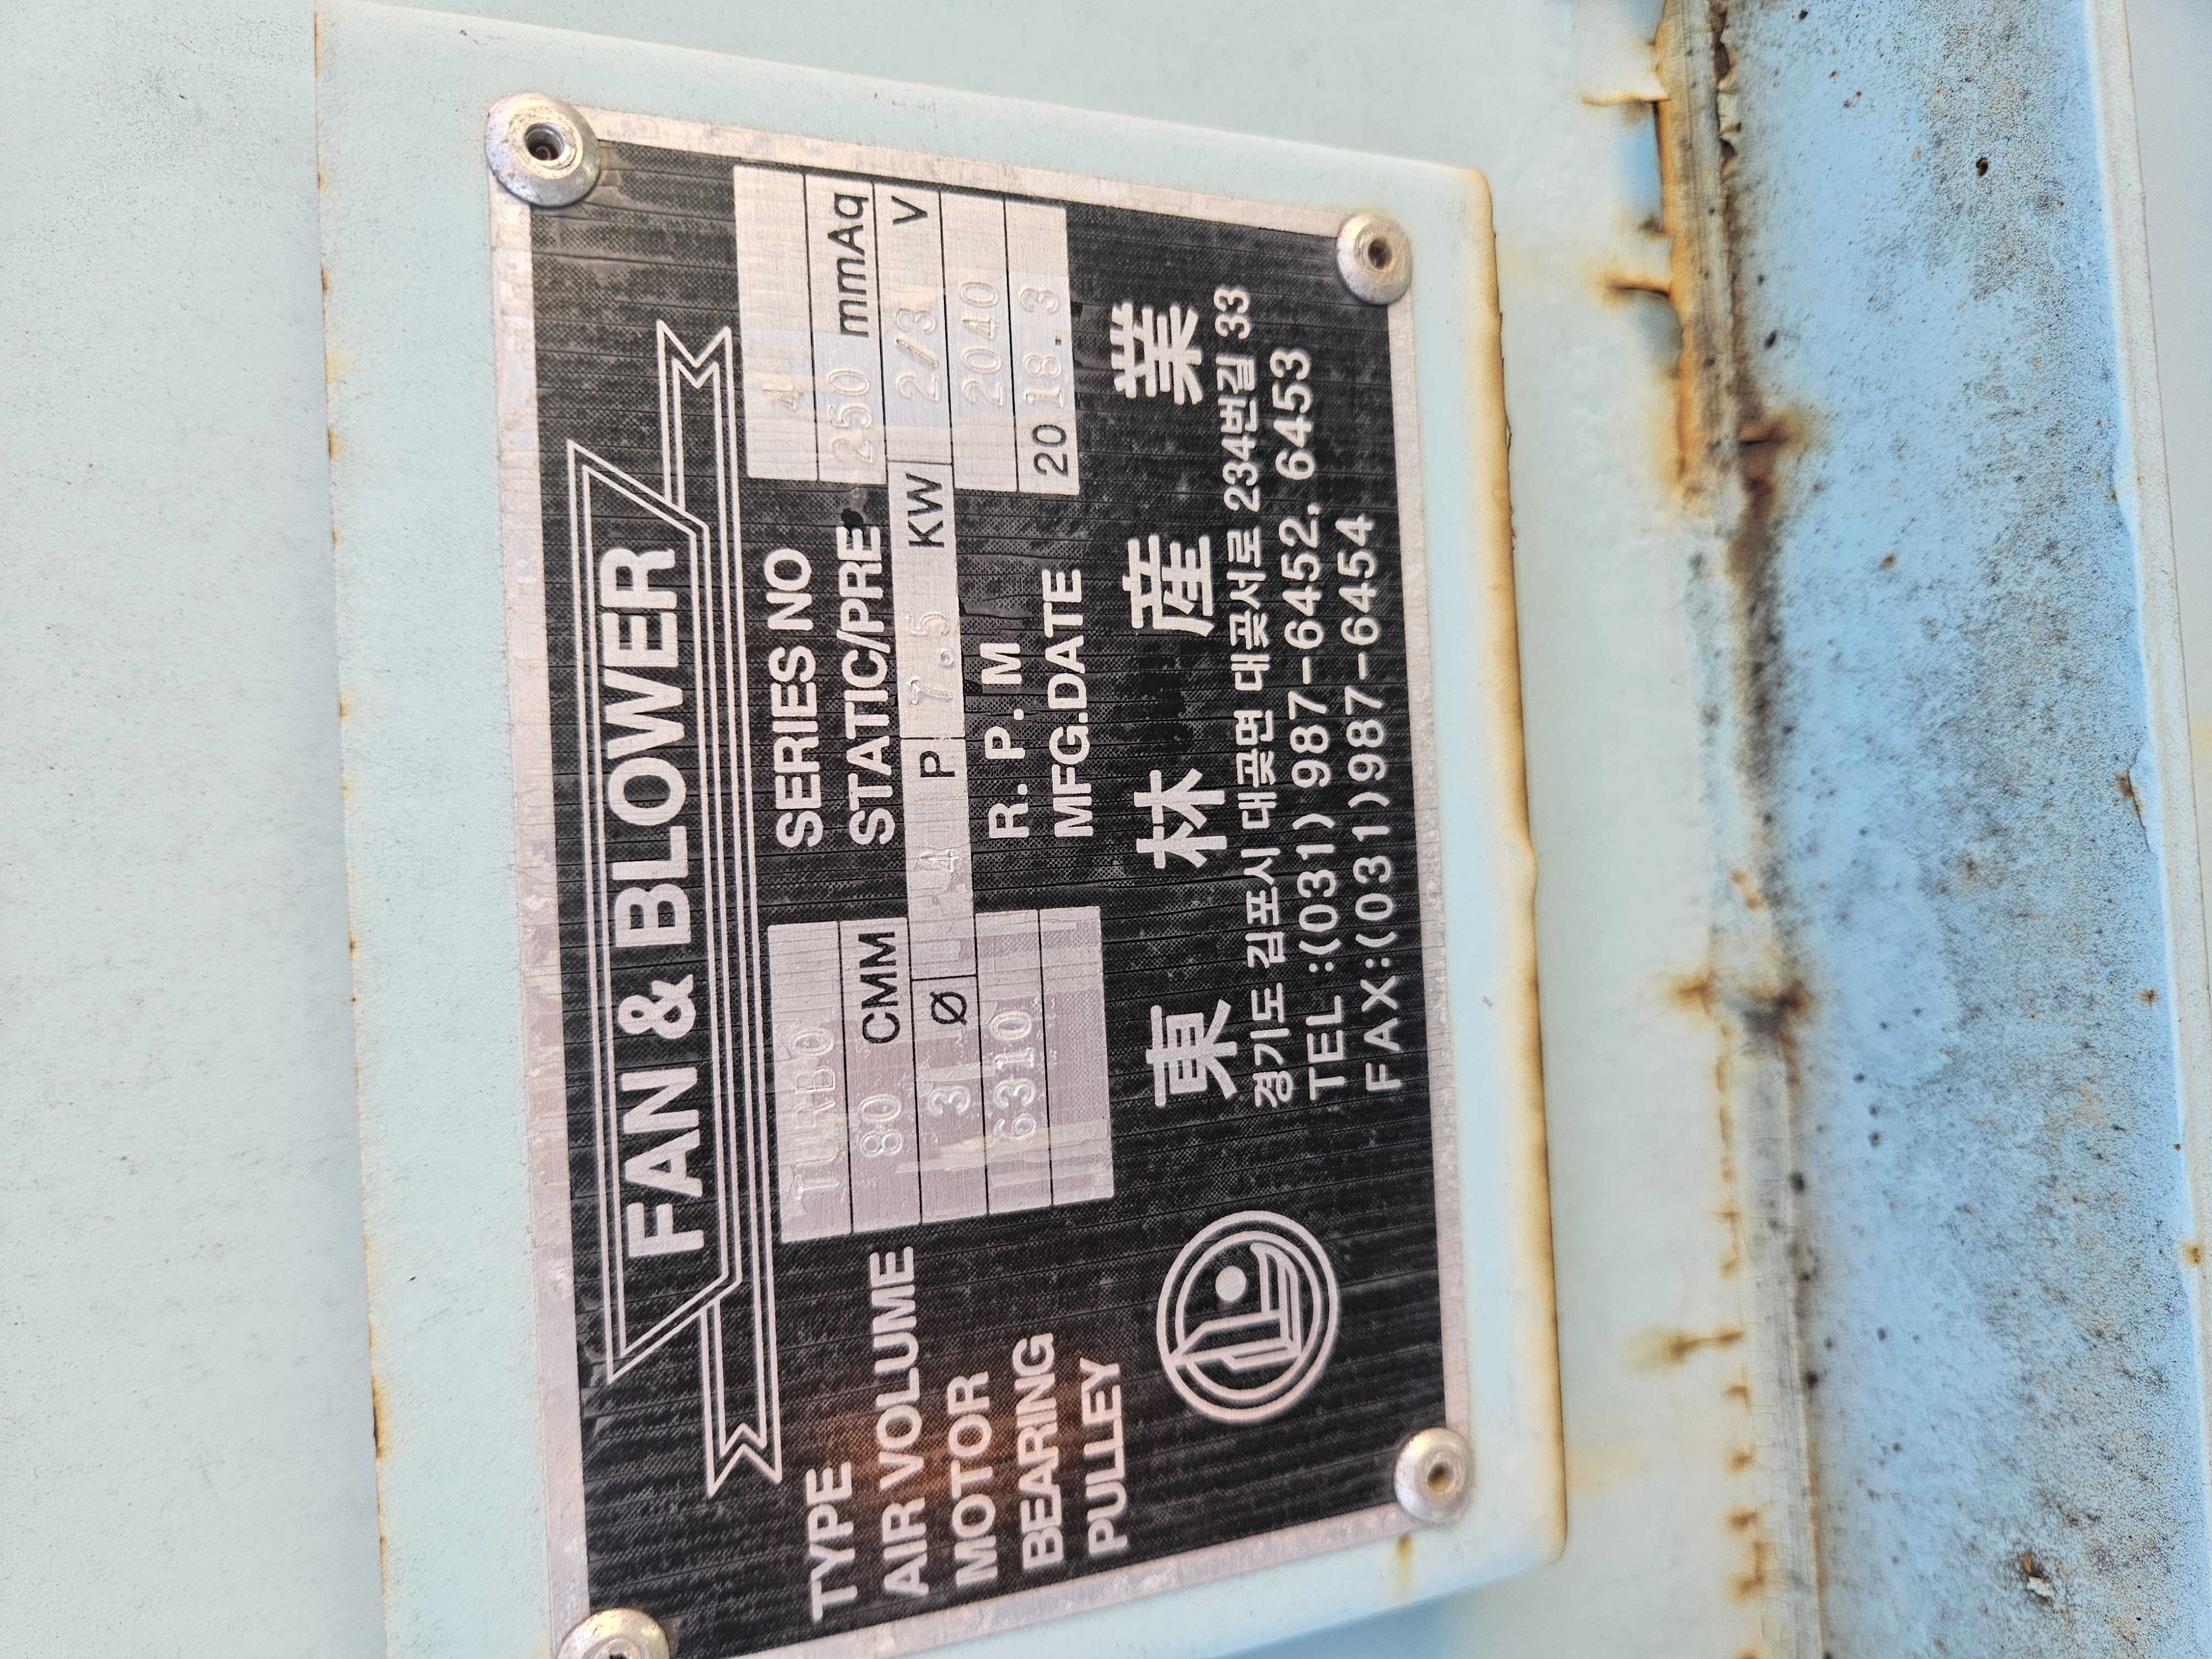 FAN & BLOWER
TYPE TURBO SERIES NO 4"
AIR VOLUME 80 CMM STATIC/PRE 250 mmAq
MOTOR 3 Ø 4 P 7.5 KW 2/3 V
BEARING 6310 R.P.M 2040
PULLEY MFG.DATE 20 18.3
東林産業
경기도 김포시 대곶면 대곶서로 234번길 33
TEL:(031)987-6452, 6453
FAX:(031)987-6454